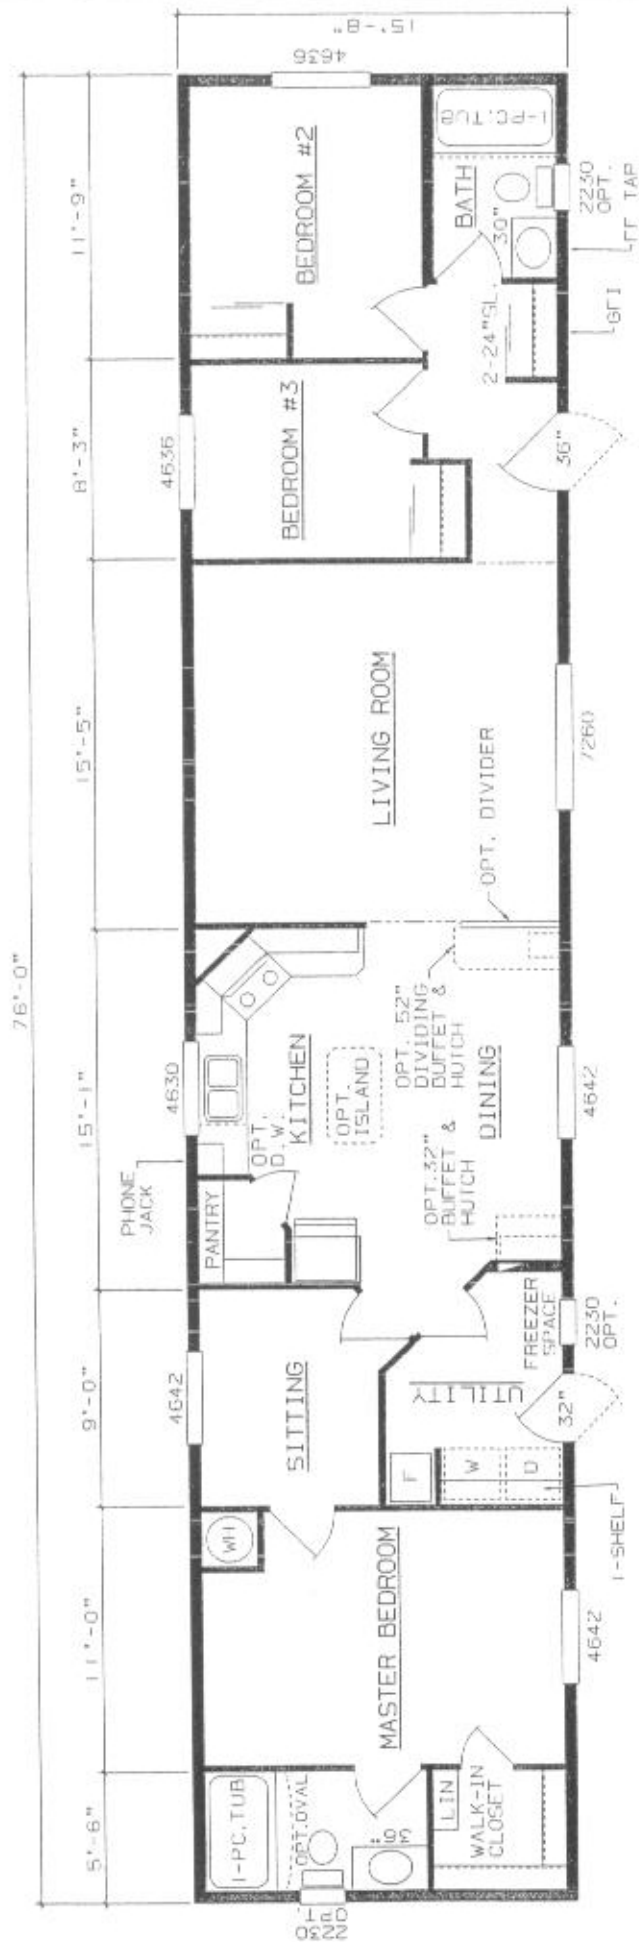 76'-0"
5'-6"
11'-0"
9'-0"
15'-1"
15'-5"
8'-3"
11'-9"
15'-8"
4642
PHONE
JACK
4630
4636
4636
1-PC.TUB
OPT.OVAL
2230
OPT
36"
LIN
WALK-IN
CLOSET
MASTER BEDROOM
4642
WH
SITTING
F
W
D
1-SHELF
UTILITY
32"
FREEZER
SPACE
2230
OPT.
PANTRY
OPT.
D.W.
KITCHEN
OPT.
ISLAND
OPT.32"
BUFFET &
HUTCH
OPT. 52"
DIVIDING
BUFFET &
HUTCH
DINING
4642
OPT. DIVIDER
LIVING ROOM
7260
BEDROOM #3
36"
BEDROOM #2
2-24"SL.
BATH
30"
1-PC.TUB
GFI
2230
OPT.
FF TAP